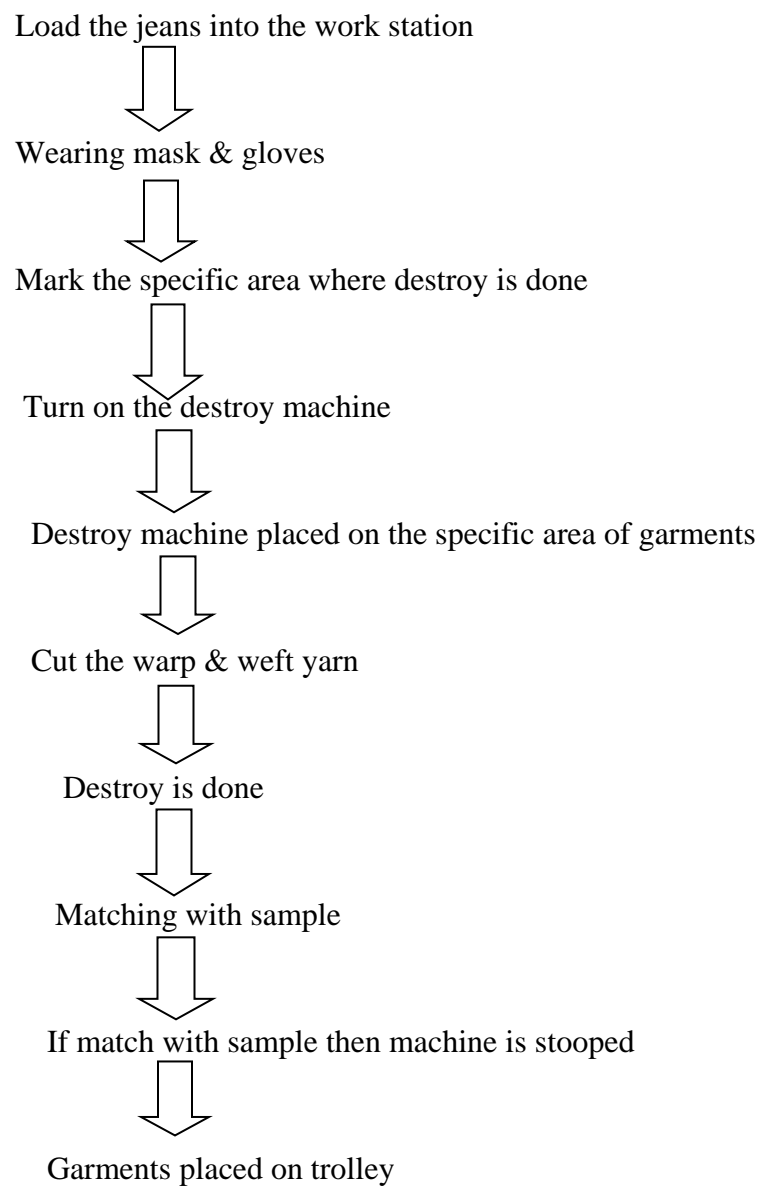 Load the jeans into the work station
Wearing mask & gloves
Mark the specific area where destroy is done
Turn on the destroy machine
Destroy machine placed on the specific area of garments
Cut the warp & weft yarn
Destroy is done
Matching with sample
If match with sample then machine is stooped
Garments placed on trolley